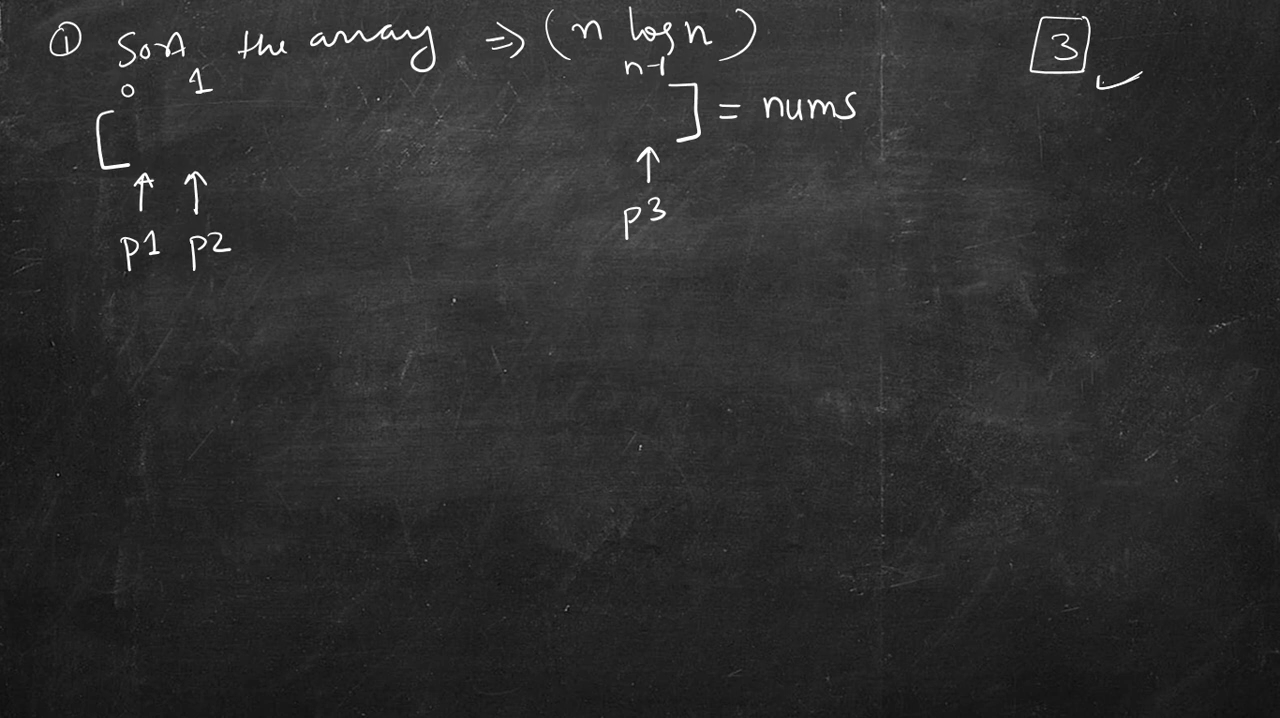 ① Sort the array => (n log n)
3
0 1 n-1
[ ] = nums
p1 p2 p3